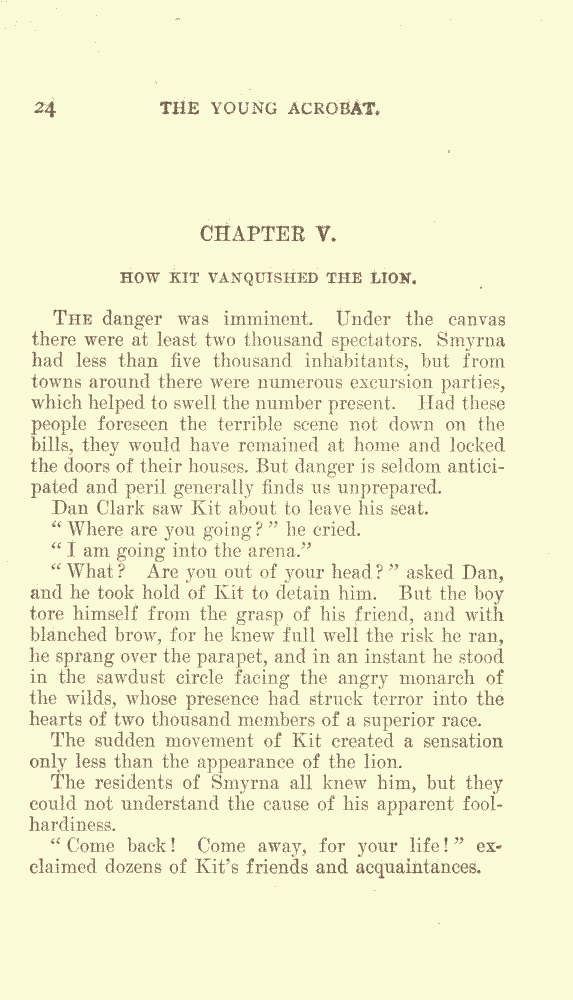 24 THE YOUNG ACROBAT.
CHAPTER V.
HOW KIT VANQUISHED THE LION.
THE danger was imminent. Under the canvas
there were at least two thousand spectators. Smyrna
had less than five thousand inhabitants, but from
towns around there were numerous excursion parties,
which helped to swell the number present. Had these
people foreseen the terrible scene not down on the
bills, they would have remained at home and locked
the doors of their houses. But danger is seldom antici-
pated and peril generally finds us unprepared.
Dan Clark saw Kit about to leave his seat.
“ Where are you going? ” he cried.
“ I am going into the arena.”
“ What? Are you out of your head? ” asked Dan,
and he took hold of Kit to detain him. But the boy
tore himself from the grasp of his friend, and with
blanched brow, for he knew full well the risk he ran,
he sprang over the parapet, and in an instant he stood
in the sawdust circle facing the angry monarch of
the wilds, whose presence had struck terror into the
hearts of two thousand members of a superior race.
The sudden movement of Kit created a sensation
only less than the appearance of the lion.
The residents of Smyrna all knew him, but they
could not understand the cause of his apparent fool-
hardiness.
“ Come back! Come away, for your life! ” ex-
claimed dozens of Kit’s friends and acquaintances.